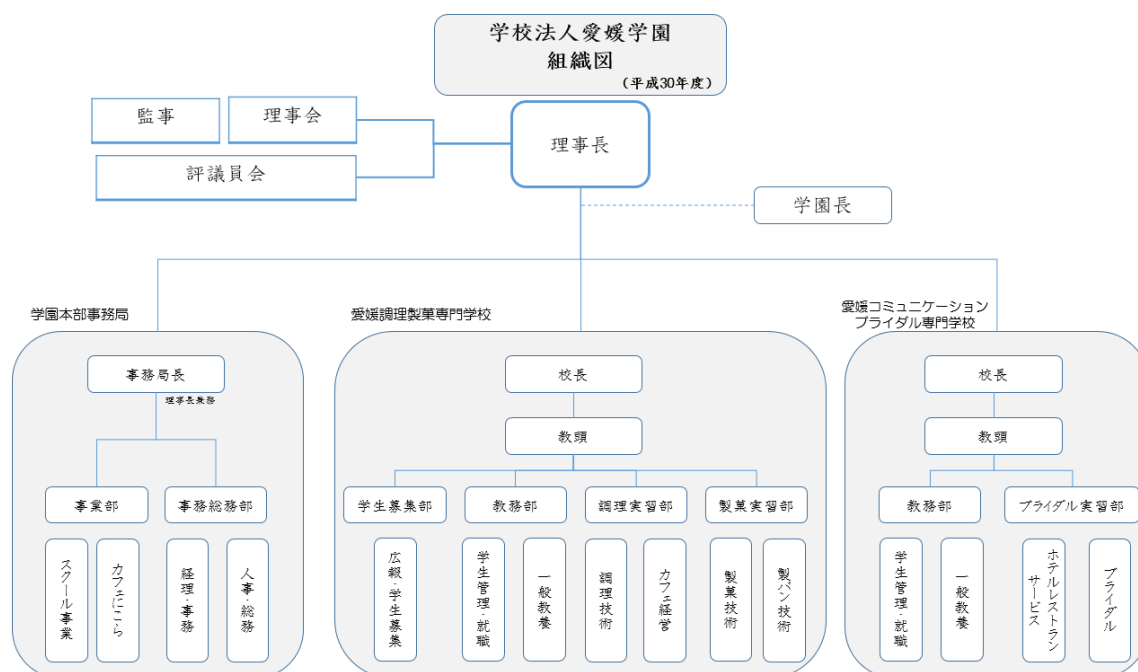 学校法人愛媛学園
組織図
（平成30年度）
監事
理事会
理事長
評議員会
学園長
学園本部事務局
愛媛調理製菓専門学校
愛媛コミュニケーション
ブライダル専門学校
事務局長
理事長兼務
校長
校長
教頭
教頭
事業部
事務総務部
学生募集部
教務部
調理実習部
製菓実習部
教務部
ブライダル実習部
スクール事業
カフェにこら
経理・事務
人事・総務
広報・学生募集
学生管理・就職
一般教養
調理技術
カフェ経営
製菓技術
製パン技術
学生管理・就職
一般教養
ホテルレストラン
サービス
ブライダル